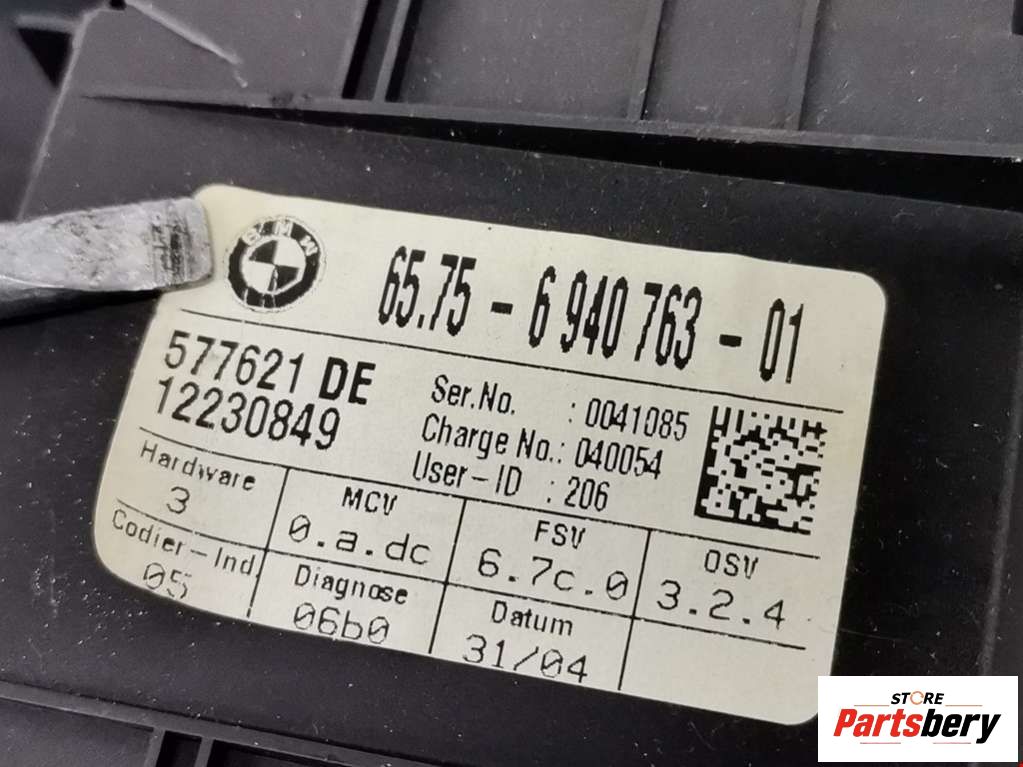 BMW
65.75 - 6 940 763 - 01
577621 DE
12230849
Ser.No. : 0041085
Charge No.: 040054
User-ID : 206
Hardware
3
MCV
0.a.dc
FSV
6.7c.0
OSV
3.2.4
Codier-Ind.
05
Diagnose
06b0
Datum
31/04
STORE
Partsbery